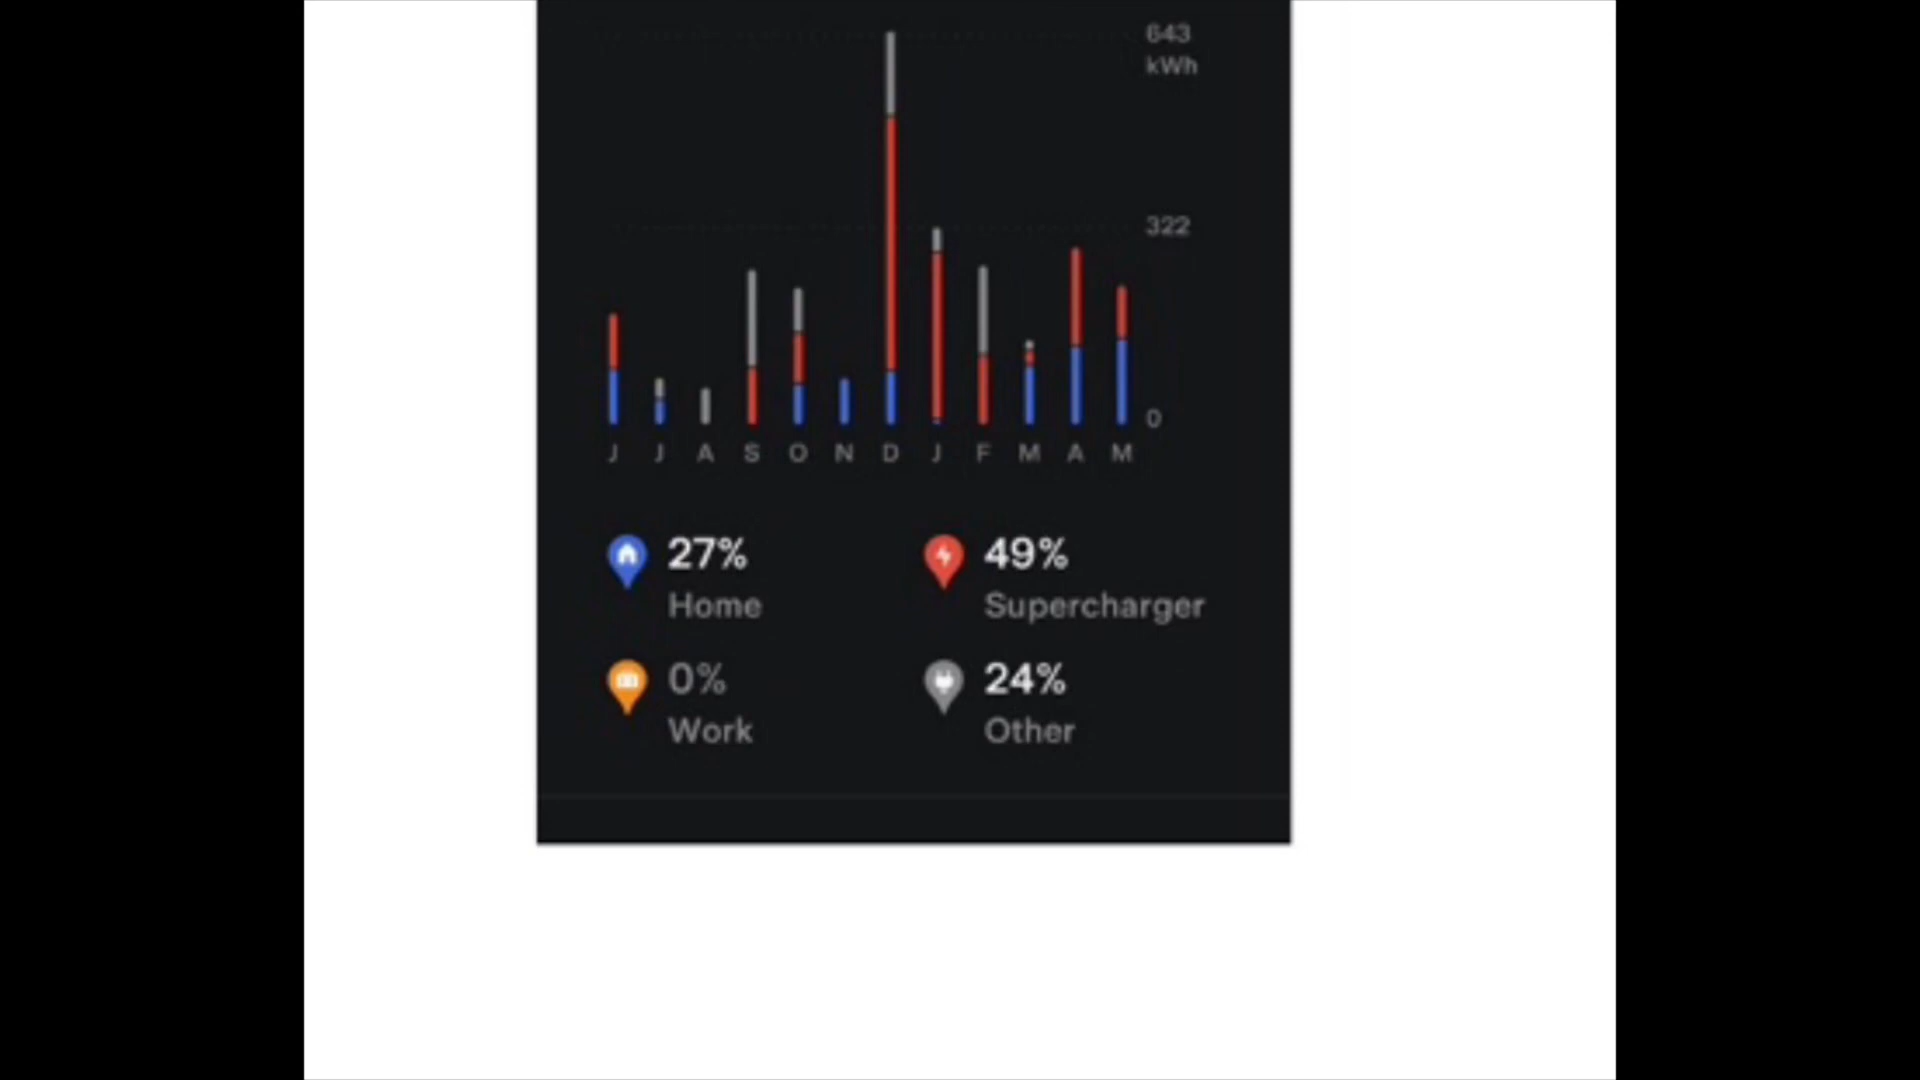 643
kWh
322
0
J J A S O N D J F M A M
27%
Home
49%
Supercharger
0%
Work
24%
Other